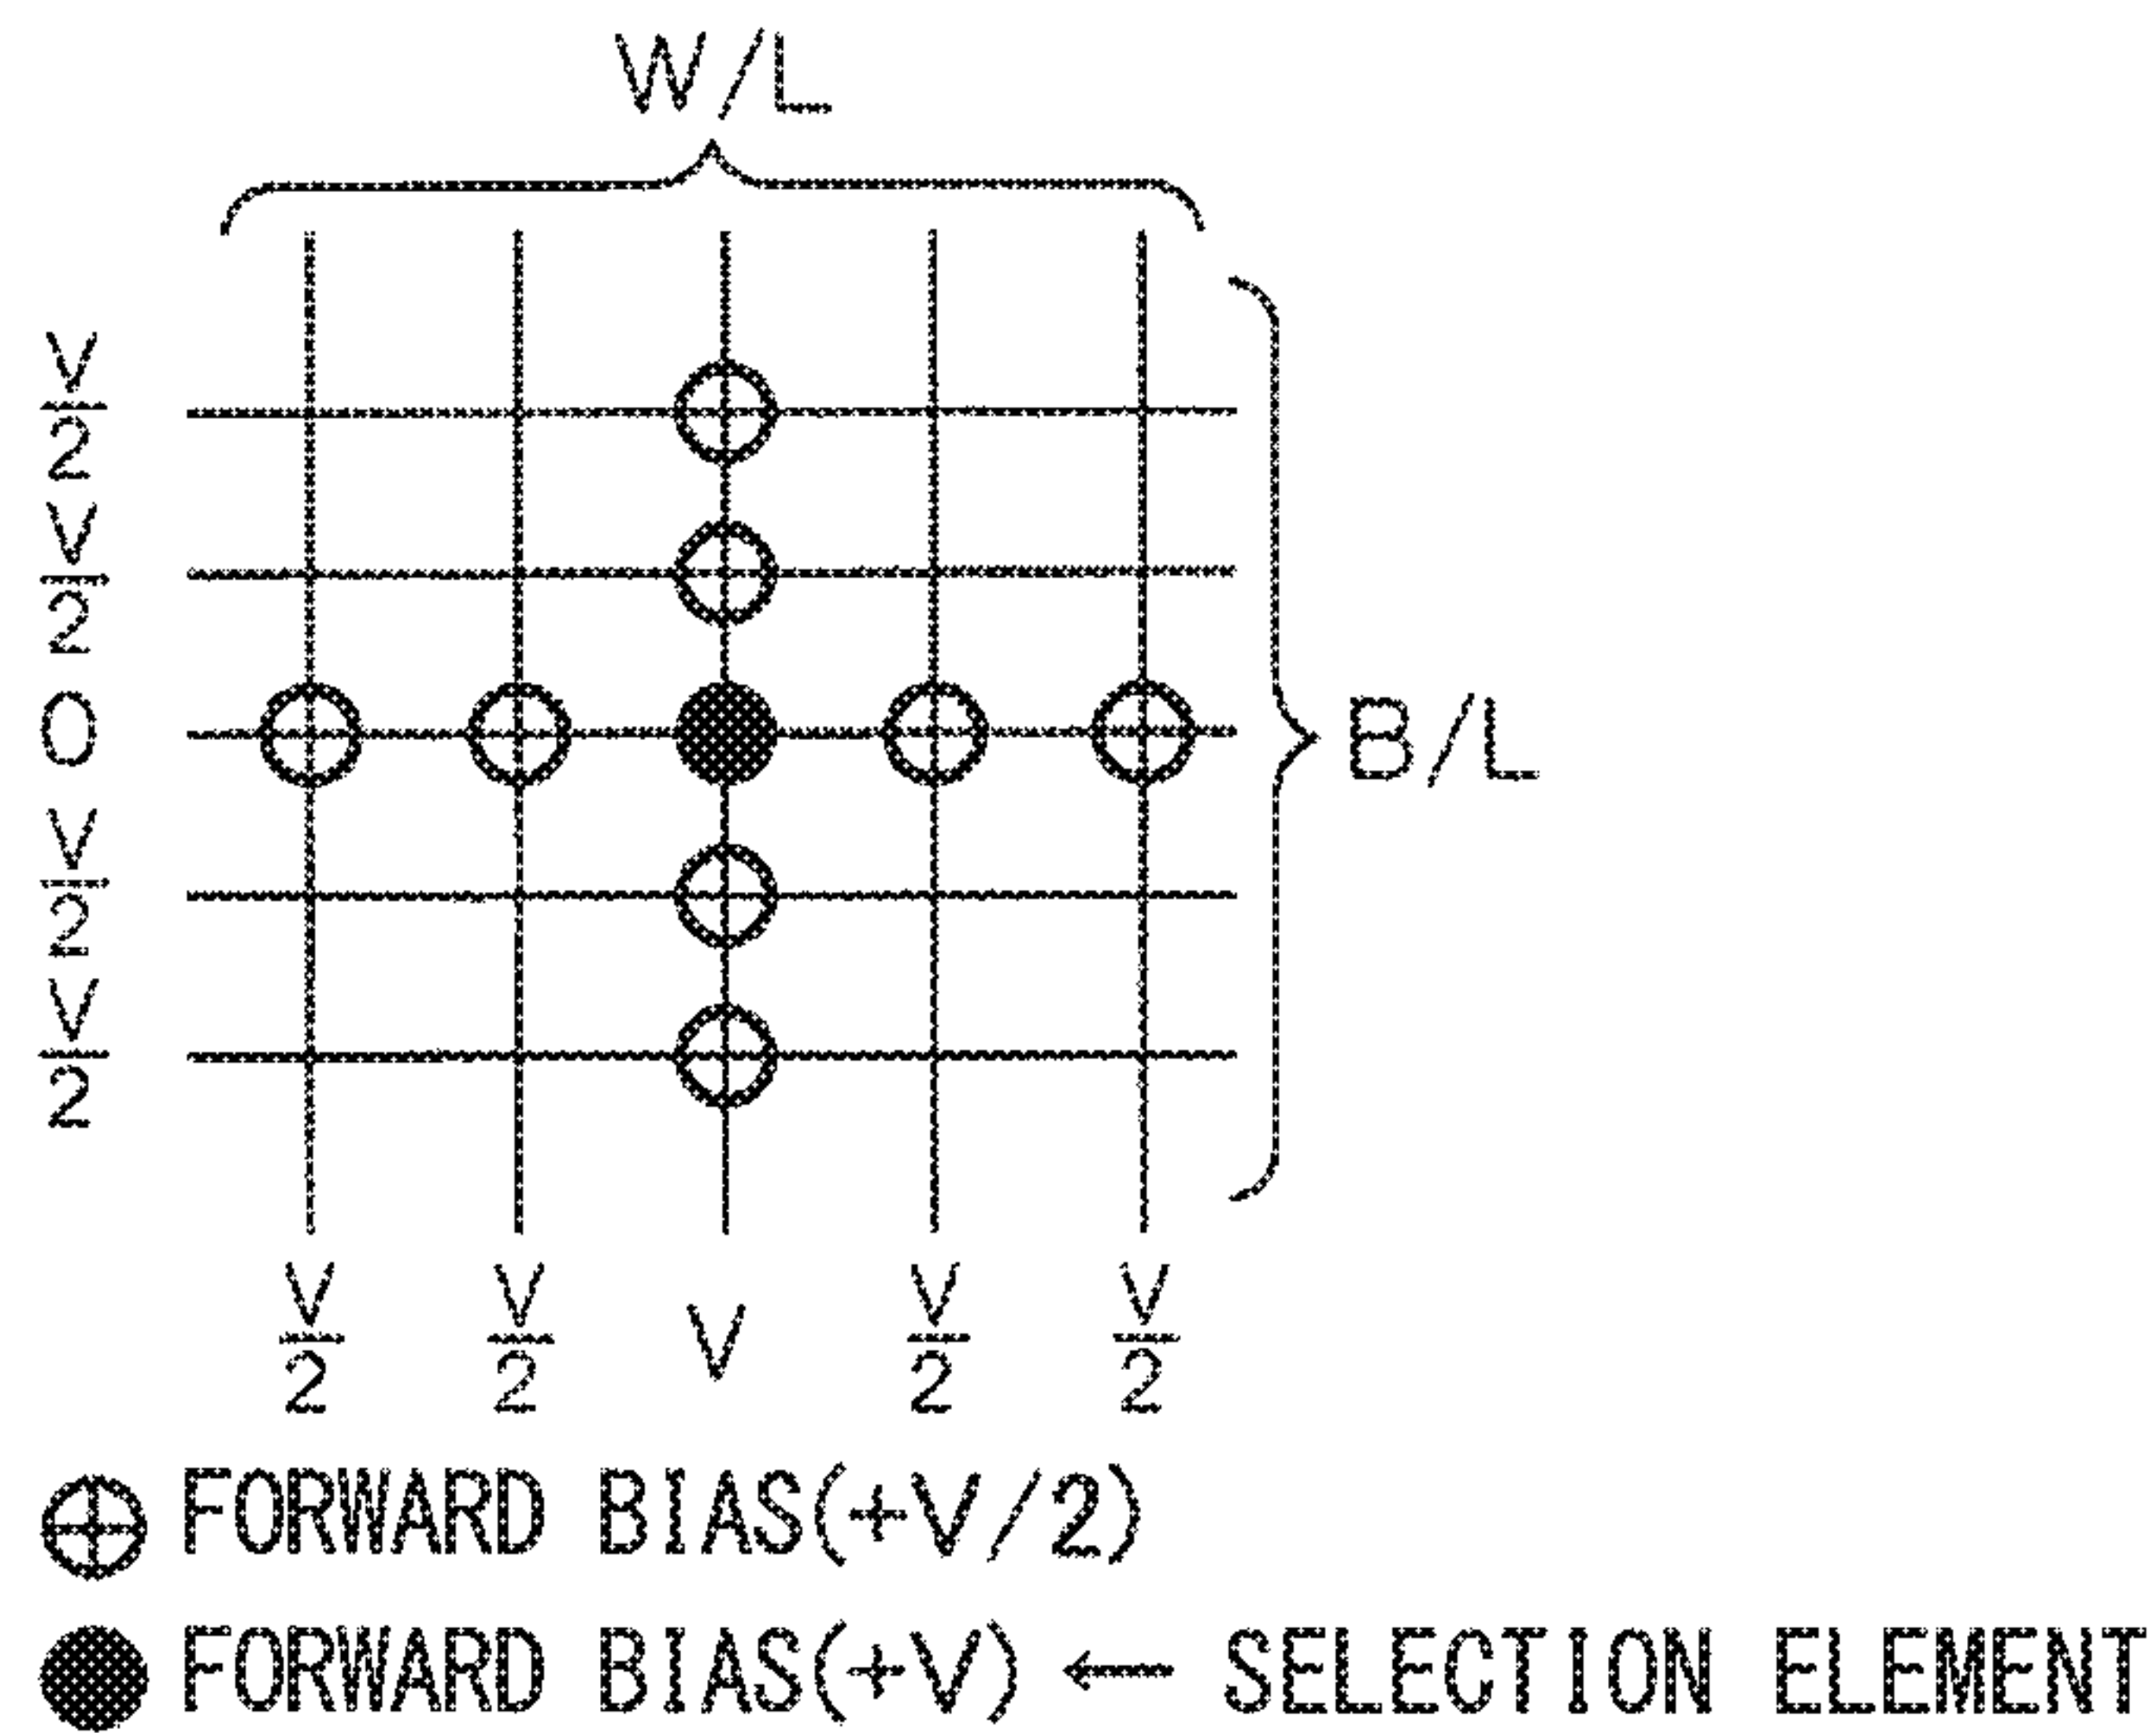 W/L
V/2
V/2
0
V/2
V/2
B/L
V/2 V/2 V V/2 V/2
FORWARD BIAS(+V/2)
FORWARD BIAS(+V) ← SELECTION ELEMENT